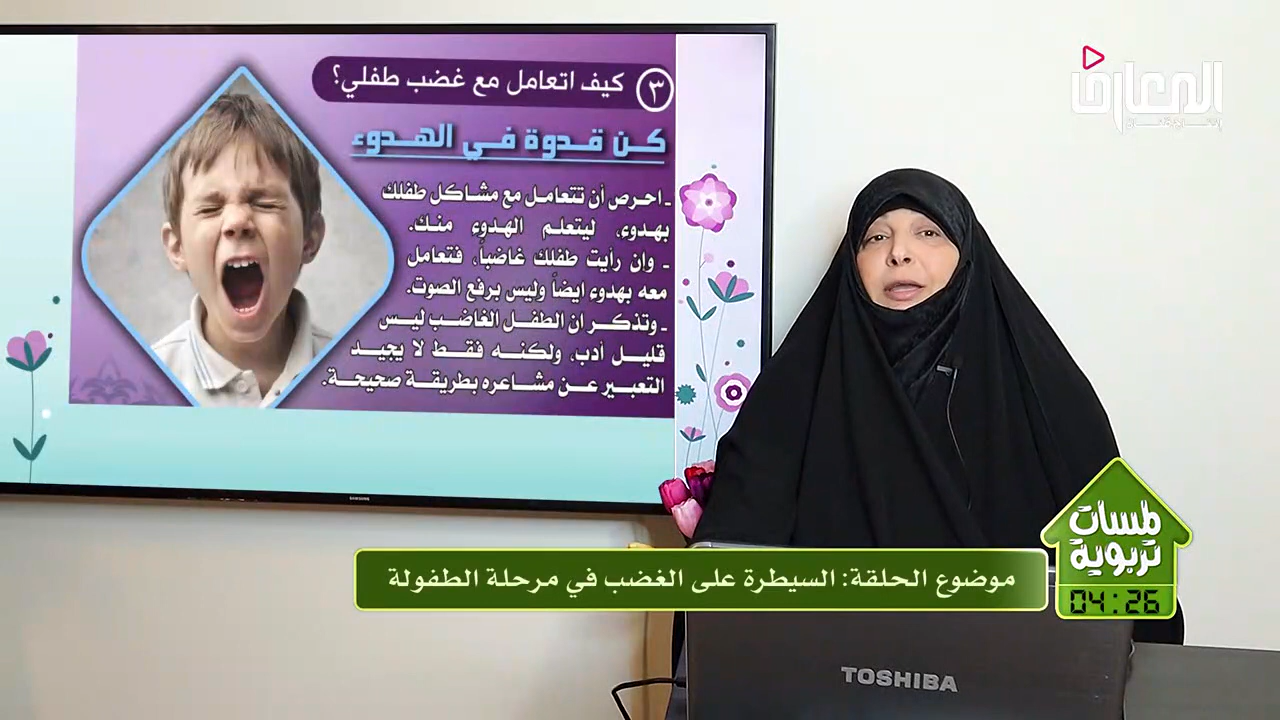 ٣ كيف اتعامل مع غضب طفلي؟
كن قدوة في الهدوء
ـ احرص أن تتعامل مع مشاكل طفلك
بهدوء، ليتعلم الهدوء منك.
ـ وان رأيت طفلك غاضباً، فتعامل
معه بهدوء ايضاً وليس برفع الصوت.
ـ وتذكر ان الطفل الغاضب ليس
قليل أدب، ولكنه فقط لا يجيد
التعبير عن مشاعره بطريقة صحيحة.
SAMSUNG
المعارف
لمسات
تربوية
04:26
موضوع الحلقة: السيطرة على الغضب في مرحلة الطفولة
TOSHIBA